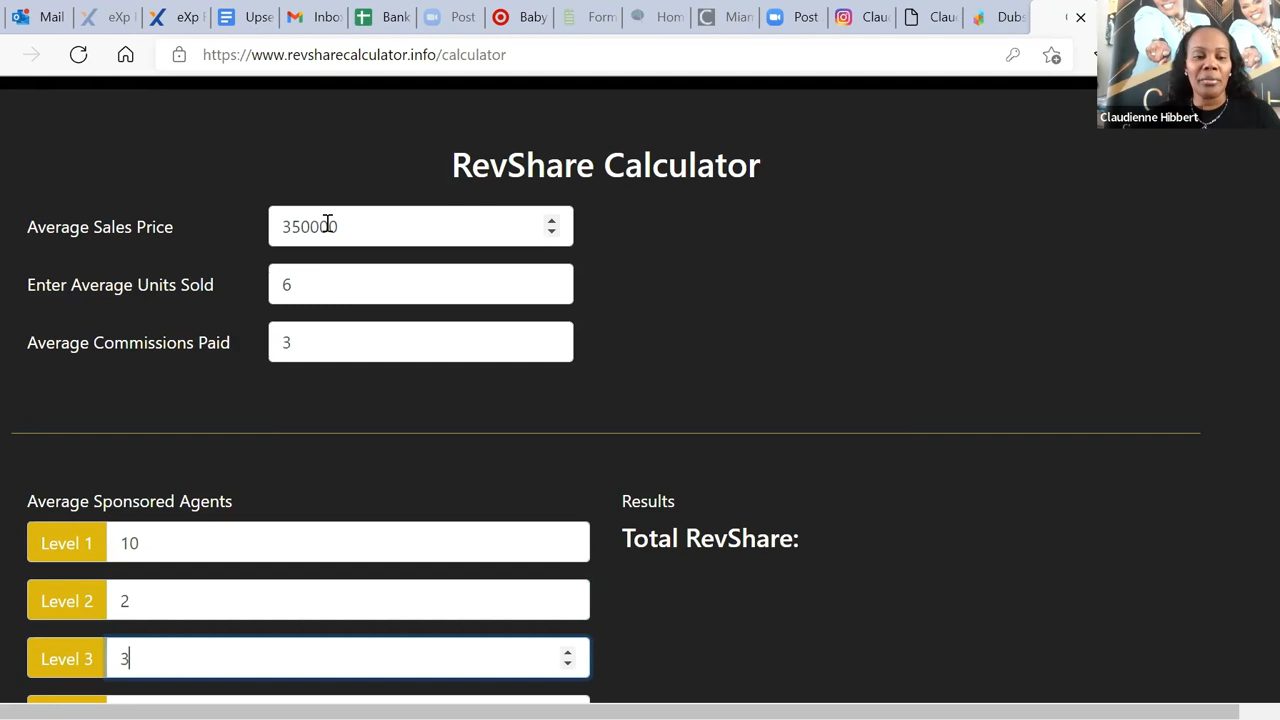 Mail
eXp
eXp
Upse
Inbo
Bank
Post
Baby
Form
Hom
Mian
Post
Clau
Clau
Dubs
https://www.revsharecalculator.info/calculator
Claudienne Hibbert
RevShare Calculator
Average Sales Price 350000
Enter Average Units Sold 6
Average Commissions Paid 3
Average Sponsored Agents
Results
Level 1 10
Total RevShare:
Level 2 2
Level 3 3